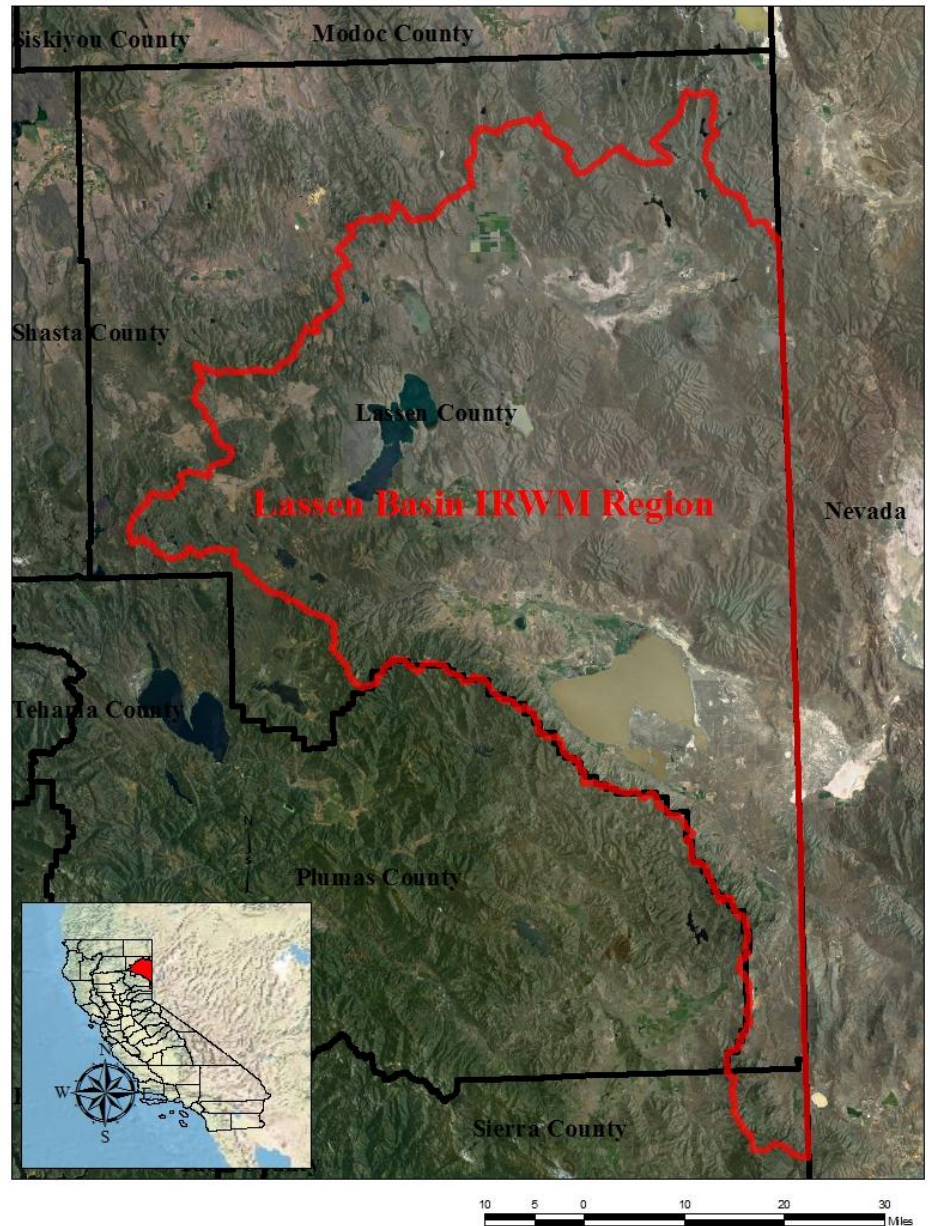 Siskiyou County
Modoc County
Shasta County
Lassen County
Lassen Basin IRWM Region
Nevada
Tehama County
Plumas County
N
S
N
W
E
S
Sierra County
10 5 0 10 20 30
Miles